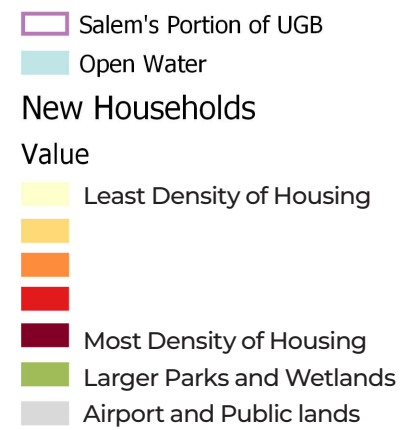 Salem's Portion of UGB
Open Water
New Households
Value
Least Density of Housing
Most Density of Housing
Larger Parks and Wetlands
Airport and Public lands